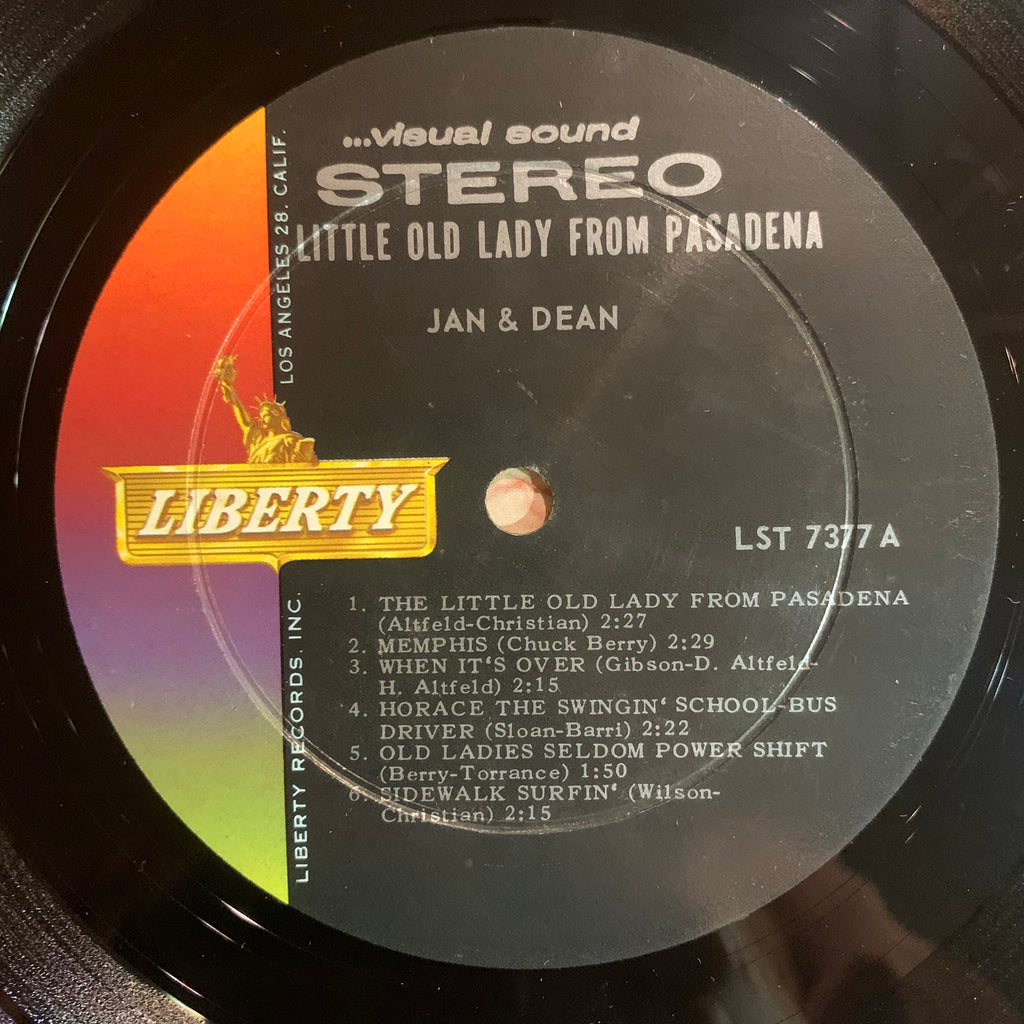 ...visual sound
STEREO
LITTLE OLD LADY FROM PASADENA
JAN & DEAN
LOS ANGELES 28, CALIF.
LIBERTY
LIBERTY RECORDS, INC.
LST 7377 A
1. THE LITTLE OLD LADY FROM PASADENA
(Altfeld-Christian) 2:27
2. MEMPHIS (Chuck Berry) 2:29
3. WHEN IT'S OVER (Gibson-D. Altfeld-
H. Altfeld) 2:15
4. HORACE THE SWINGIN' SCHOOL-BUS
DRIVER (Sloan-Barri) 2:22
5. OLD LADIES SELDOM POWER SHIFT
(Berry-Torrance) 1:50
6. SIDEWALK SURFIN' (Wilson-
Christian) 2:15